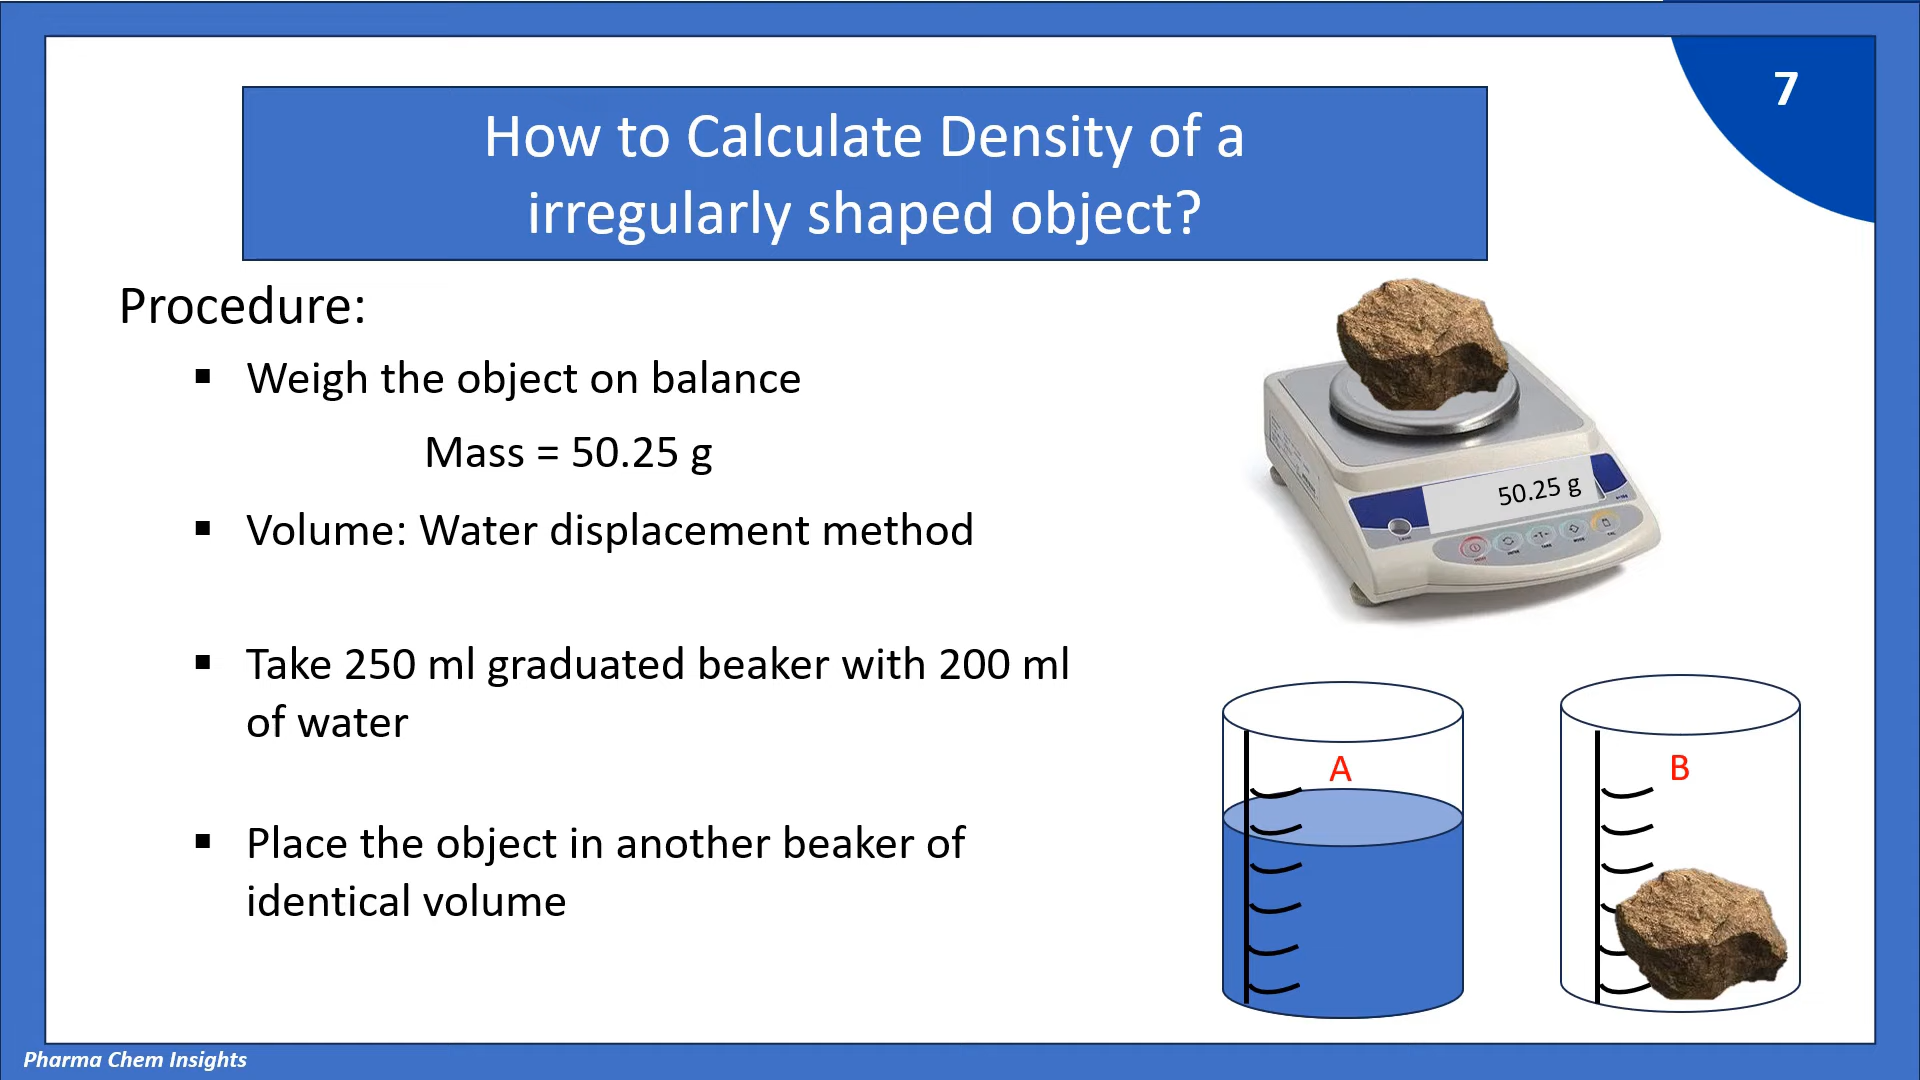 7
How to Calculate Density of a
irregularly shaped object?
Procedure:
▪ Weigh the object on balance
Mass = 50.25 g
▪ Volume: Water displacement method
50.25 g
▪ Take 250 ml graduated beaker with 200 ml
of water
A
B
▪ Place the object in another beaker of
identical volume
Pharma Chem Insights